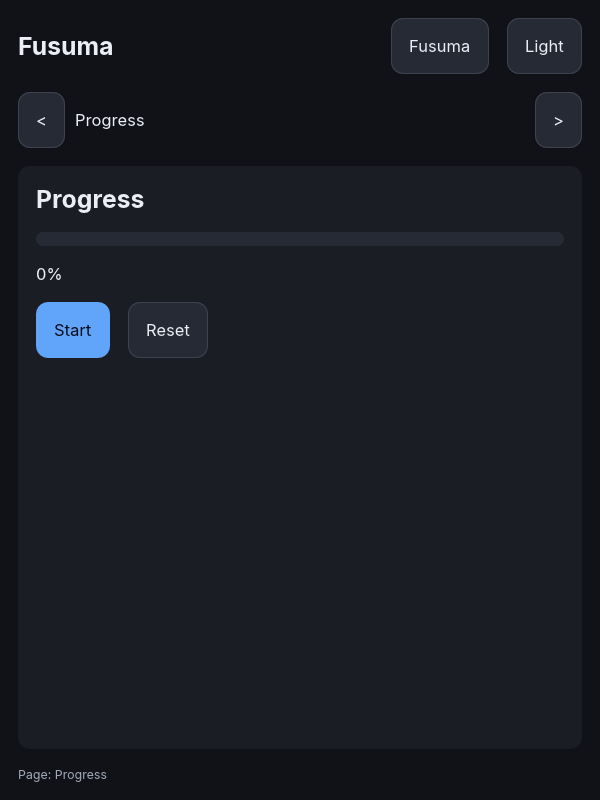 Fusuma Fusuma Light
< Progress >
Progress
0%
Start Reset
Page: Progress